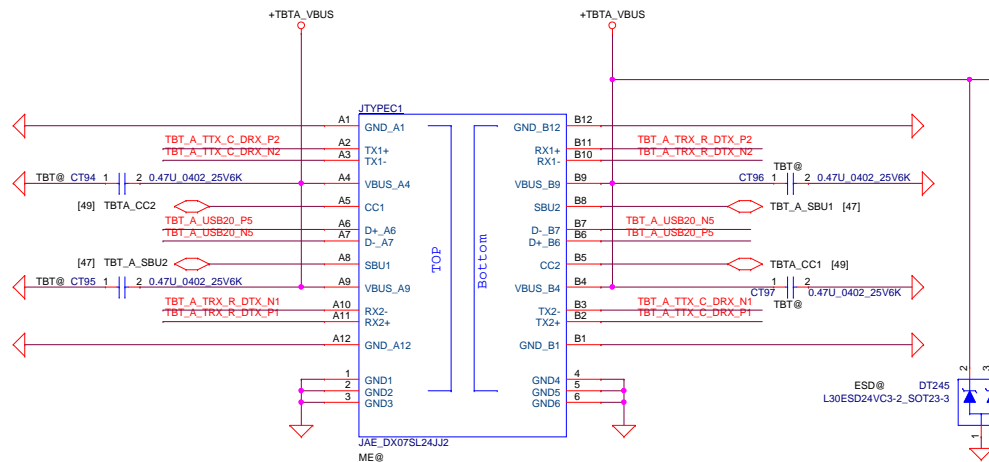 +TBTA_VBUS
+TBTA_VBUS
JTYPEC1
A1 GND_A1 GND_B12 B12
TBT_A_TTX_C_DRX_P2 A2 TX1+ RX1+ B11 TBT_A_TRX_R_DTX_P2
TBT_A_TTX_C_DRX_N2 A3 TX1- RX1- B10 TBT_A_TRX_R_DTX_N2
TBT@
TBT@ CT94 1 2 0.47U_0402_25V6K A4 VBUS_A4 VBUS_B9 B9 CT96 1 2 0.47U_0402_25V6K
[49] TBTA_CC2 A5 CC1 SBU2 B8 TBT_A_SBU1 [47]
TBT_A_USB20_P5 A6 D+_A6 D-_B7 B7 TBT_A_USB20_N5
TBT_A_USB20_N5 A7 D-_A7 D+_B6 B6 TBT_A_USB20_P5
TOP
Bottom
[47] TBT_A_SBU2 A8 SBU1 CC2 B5 TBTA_CC1 [49]
TBT@ CT95 1 2 0.47U_0402_25V6K A9 VBUS_A9 VBUS_B4 B4 CT97 1 2 0.47U_0402_25V6K
TBT@
TBT_A_TRX_R_DTX_N1 A10 RX2- TX2- B3 TBT_A_TTX_C_DRX_N1
TBT_A_TRX_R_DTX_P1 A11 RX2+ TX2+ B2 TBT_A_TTX_C_DRX_P1
A12 GND_A12 GND_B1 B1
1 GND1 GND4 4
2 GND2 GND5 5
3 GND3 GND6 6
2 3
ESD@ DT245
L30ESD24VC3-2_SOT23-3
1
JAE_DX07SL24JJ2
ME@